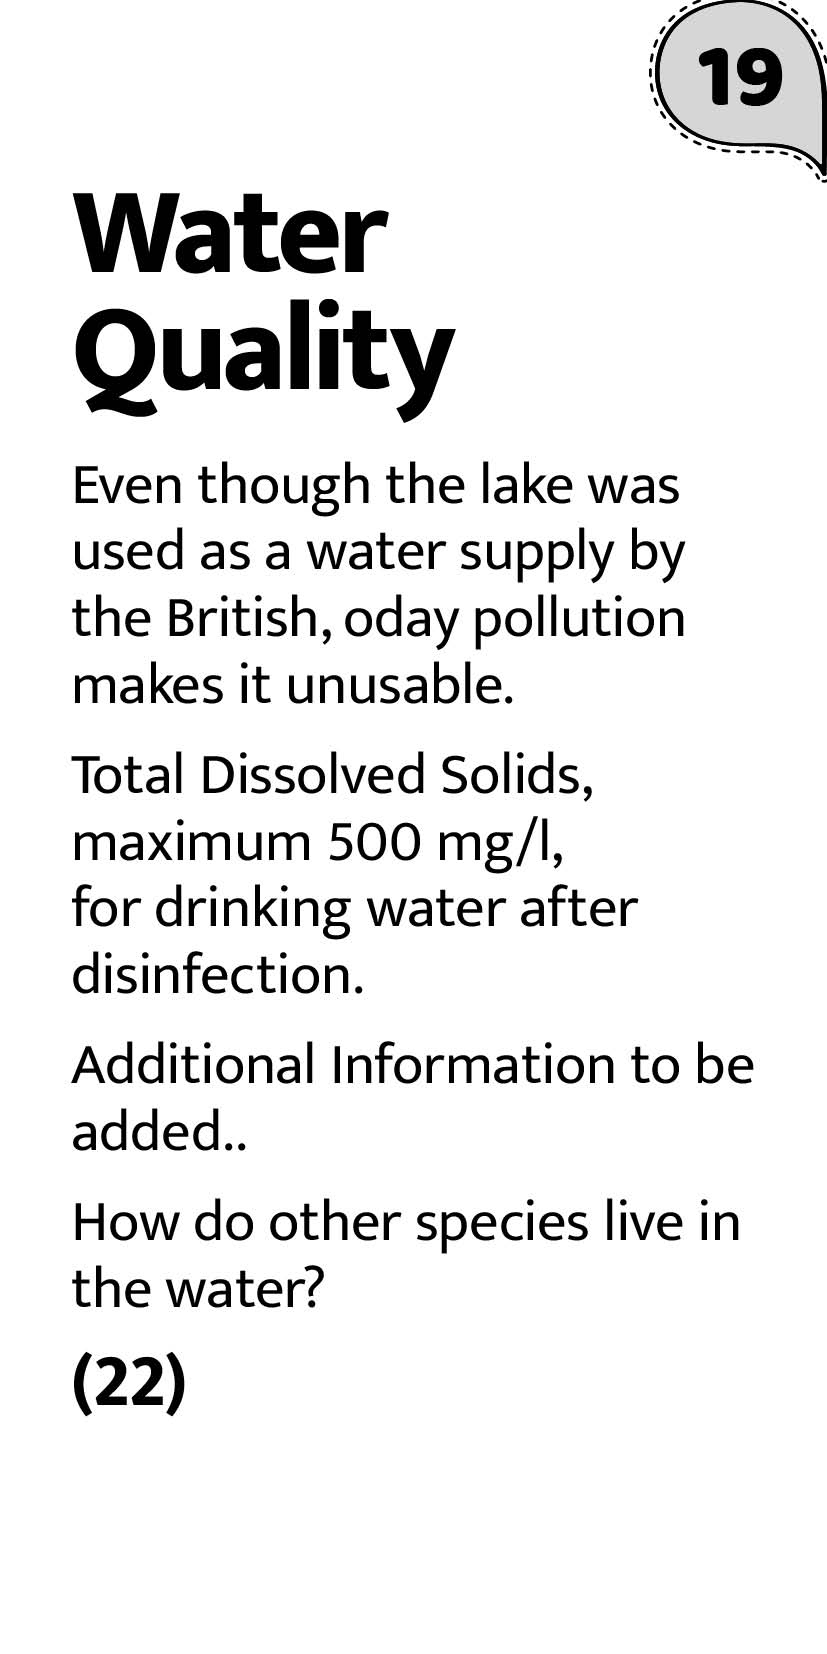 19
Water
Quality
Even though the lake was
used as a water supply by
the British, oday pollution
makes it unusable.
Total Dissolved Solids,
maximum 500 mg/l,
for drinking water after
disinfection.
Additional Information to be
added..
How do other species live in
the water?
(22)